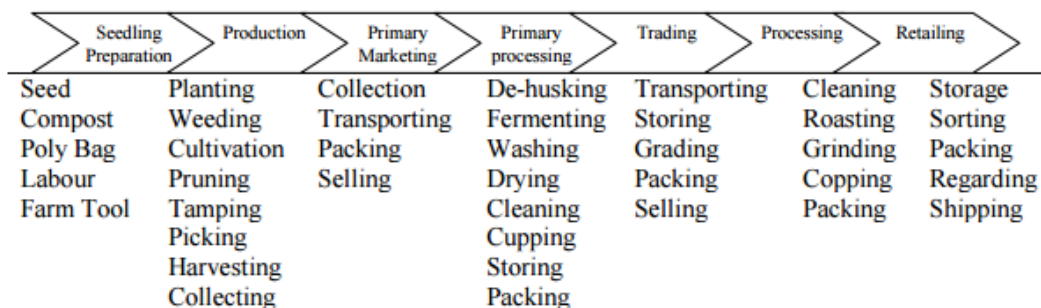 Seedling
Preparation
Production
Primary
Marketing
Primary
processing
Trading
Processing
Retailing
Seed
Compost
Poly Bag
Labour
Farm Tool
Planting
Weeding
Cultivation
Pruning
Tamping
Picking
Harvesting
Collecting
Collection
Transporting
Packing
Selling
De-husking
Fermenting
Washing
Drying
Cleaning
Cupping
Storing
Packing
Transporting
Storing
Grading
Packing
Selling
Cleaning
Roasting
Grinding
Copping
Packing
Storage
Sorting
Packing
Regarding
Shipping